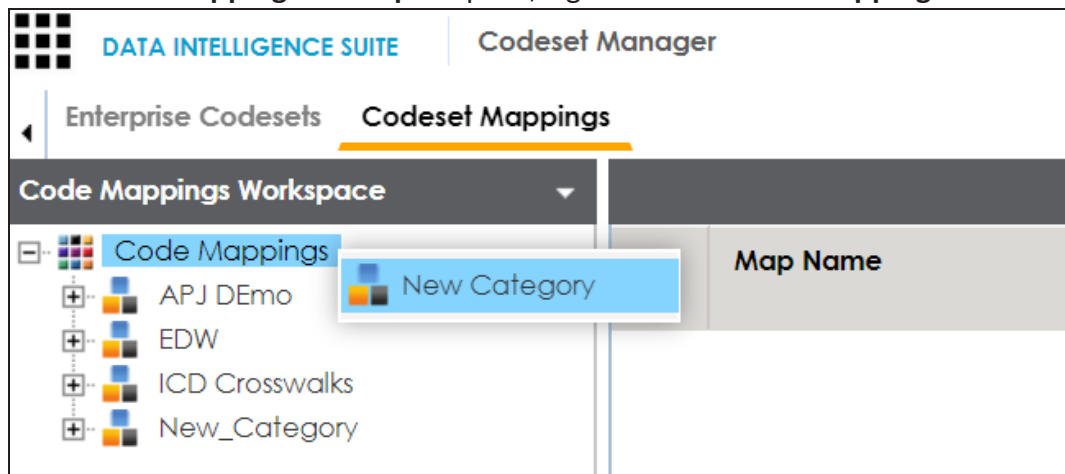 DATA INTELLIGENCE SUITE Codeset Manager
Enterprise Codesets Codeset Mappings
Code Mappings Workspace
Code Mappings
New Category
Map Name
APJ DEmo
EDW
ICD Crosswalks
New_Category